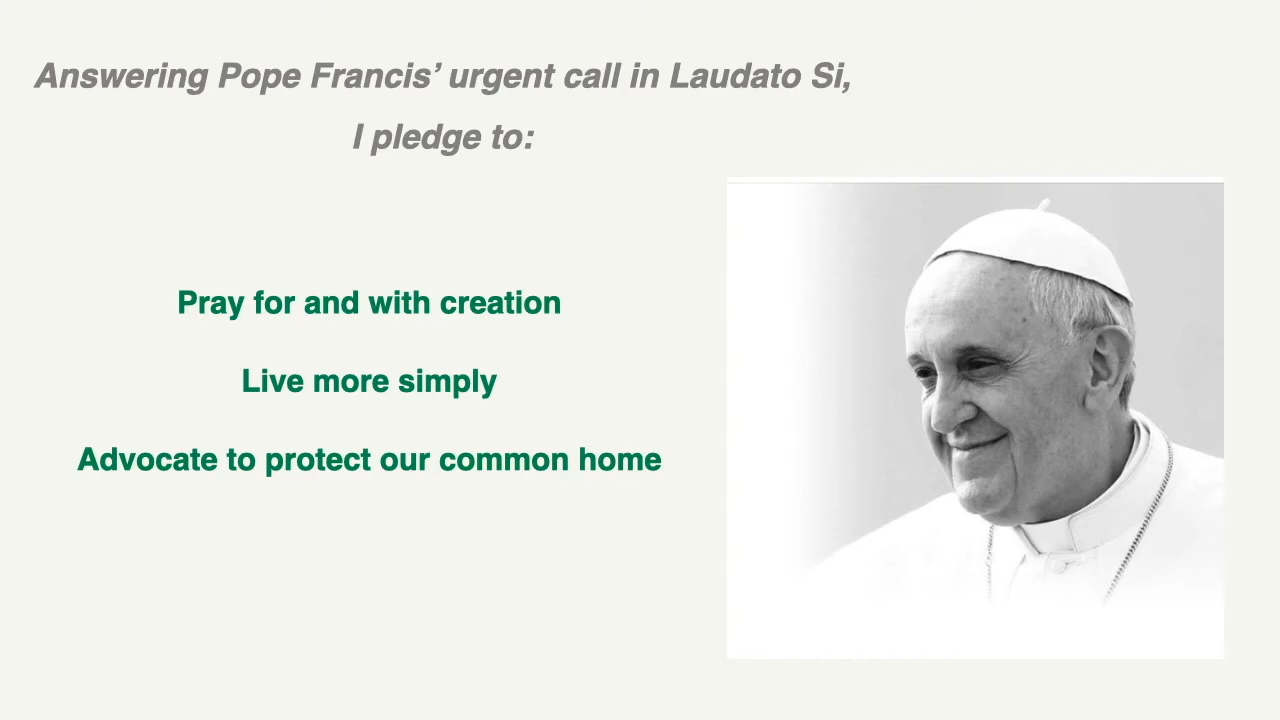 Answering Pope Francis’ urgent call in Laudato Si,
I pledge to:
Pray for and with creation
Live more simply
Advocate to protect our common home